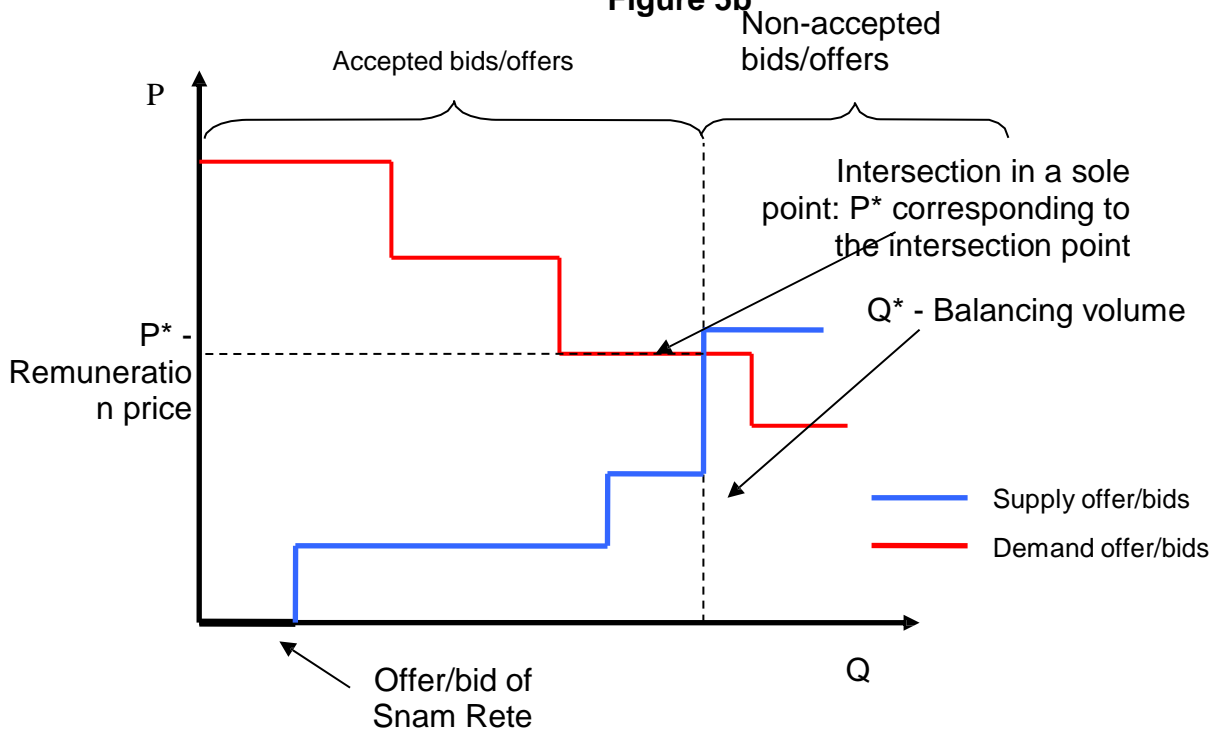 Figure 5b
Non-accepted
bids/offers
Accepted bids/offers
P
Intersection in a sole
point: P* corresponding to
the intersection point
Q* - Balancing volume
P* -
Remuneratio
n price
Supply offer/bids
Demand offer/bids
Q
Offer/bid of
Snam Rete